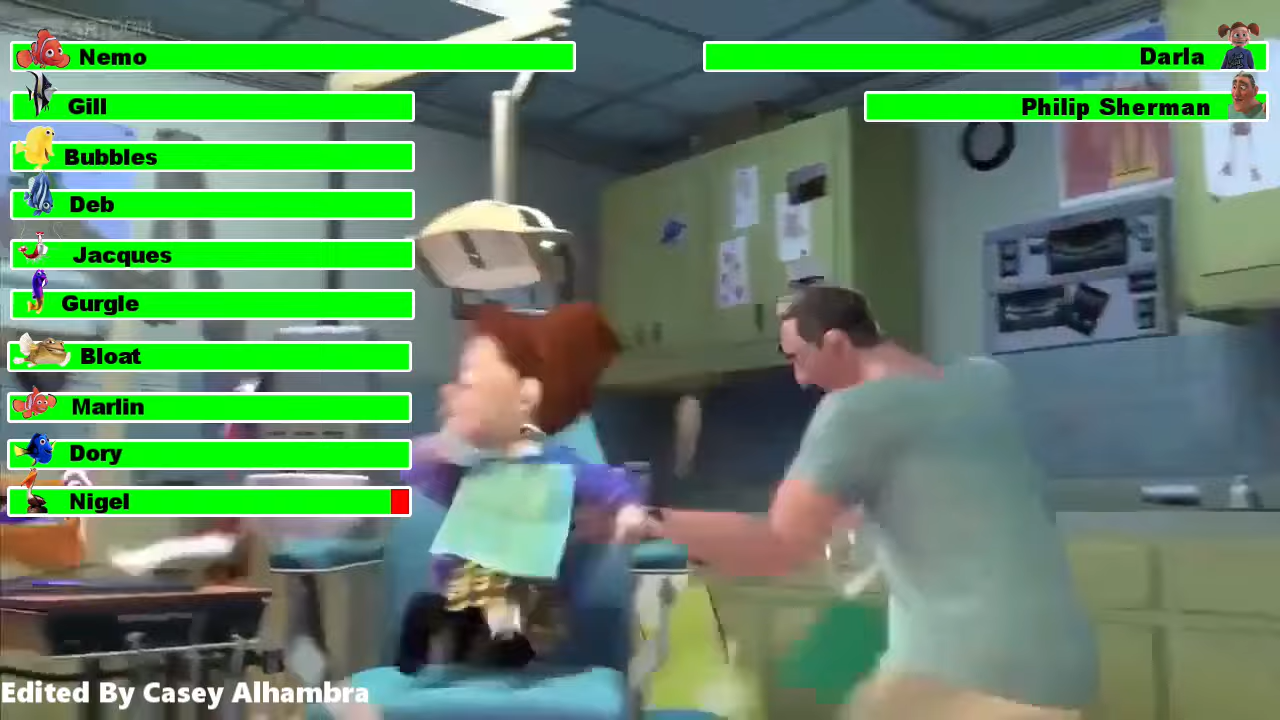 Nemo
Darla
Gill
Philip Sherman
Bubbles
Deb
Jacques
Gurgle
Bloat
Marlin
Dory
Nigel
Edited By Casey Alhambra